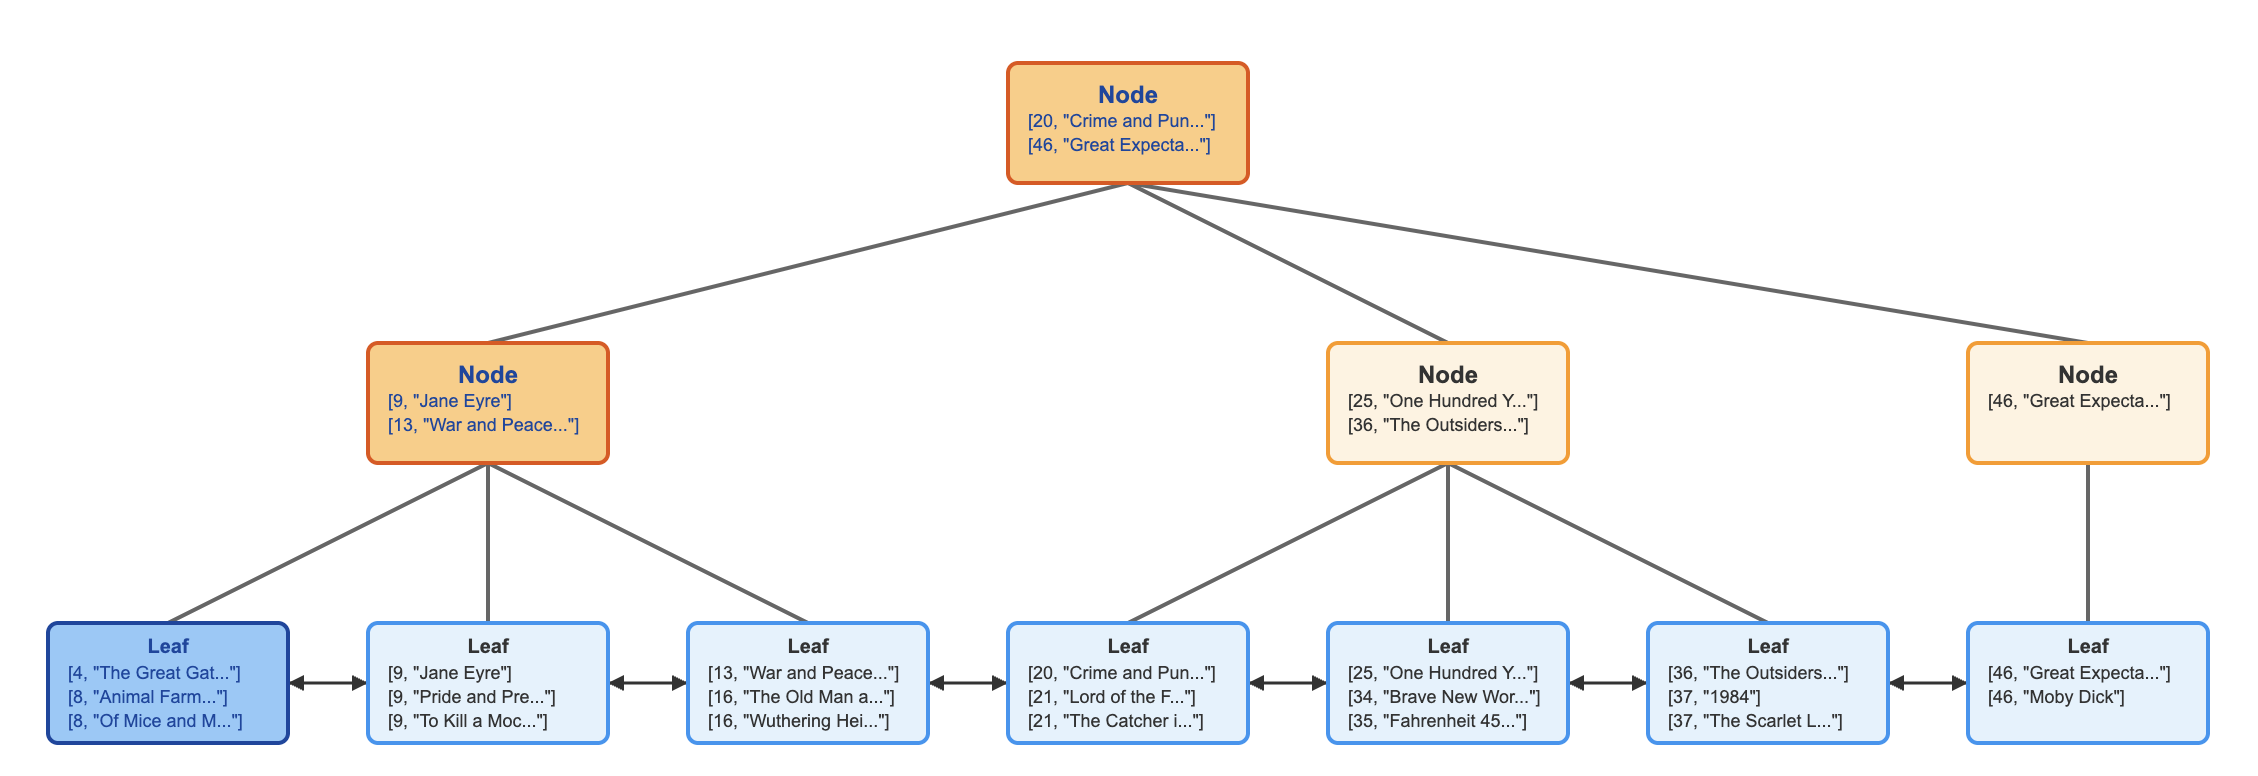 Node
[20, "Crime and Pun..."]
[46, "Great Expecta..."]
Node
[9, "Jane Eyre"]
[13, "War and Peace..."]
Node
[25, "One Hundred Y..."]
[36, "The Outsiders..."]
Node
[46, "Great Expecta..."]
Leaf
[4, "The Great Gat..."]
[8, "Animal Farm..."]
[8, "Of Mice and M..."]
Leaf
[9, "Jane Eyre"]
[9, "Pride and Pre..."]
[9, "To Kill a Moc..."]
Leaf
[13, "War and Peace..."]
[16, "The Old Man a..."]
[16, "Wuthering Hei..."]
Leaf
[20, "Crime and Pun..."]
[21, "Lord of the F..."]
[21, "The Catcher i..."]
Leaf
[25, "One Hundred Y..."]
[34, "Brave New Wor..."]
[35, "Fahrenheit 45..."]
Leaf
[36, "The Outsiders..."]
[37, "1984"]
[37, "The Scarlet L..."]
Leaf
[46, "Great Expecta..."]
[46, "Moby Dick"]